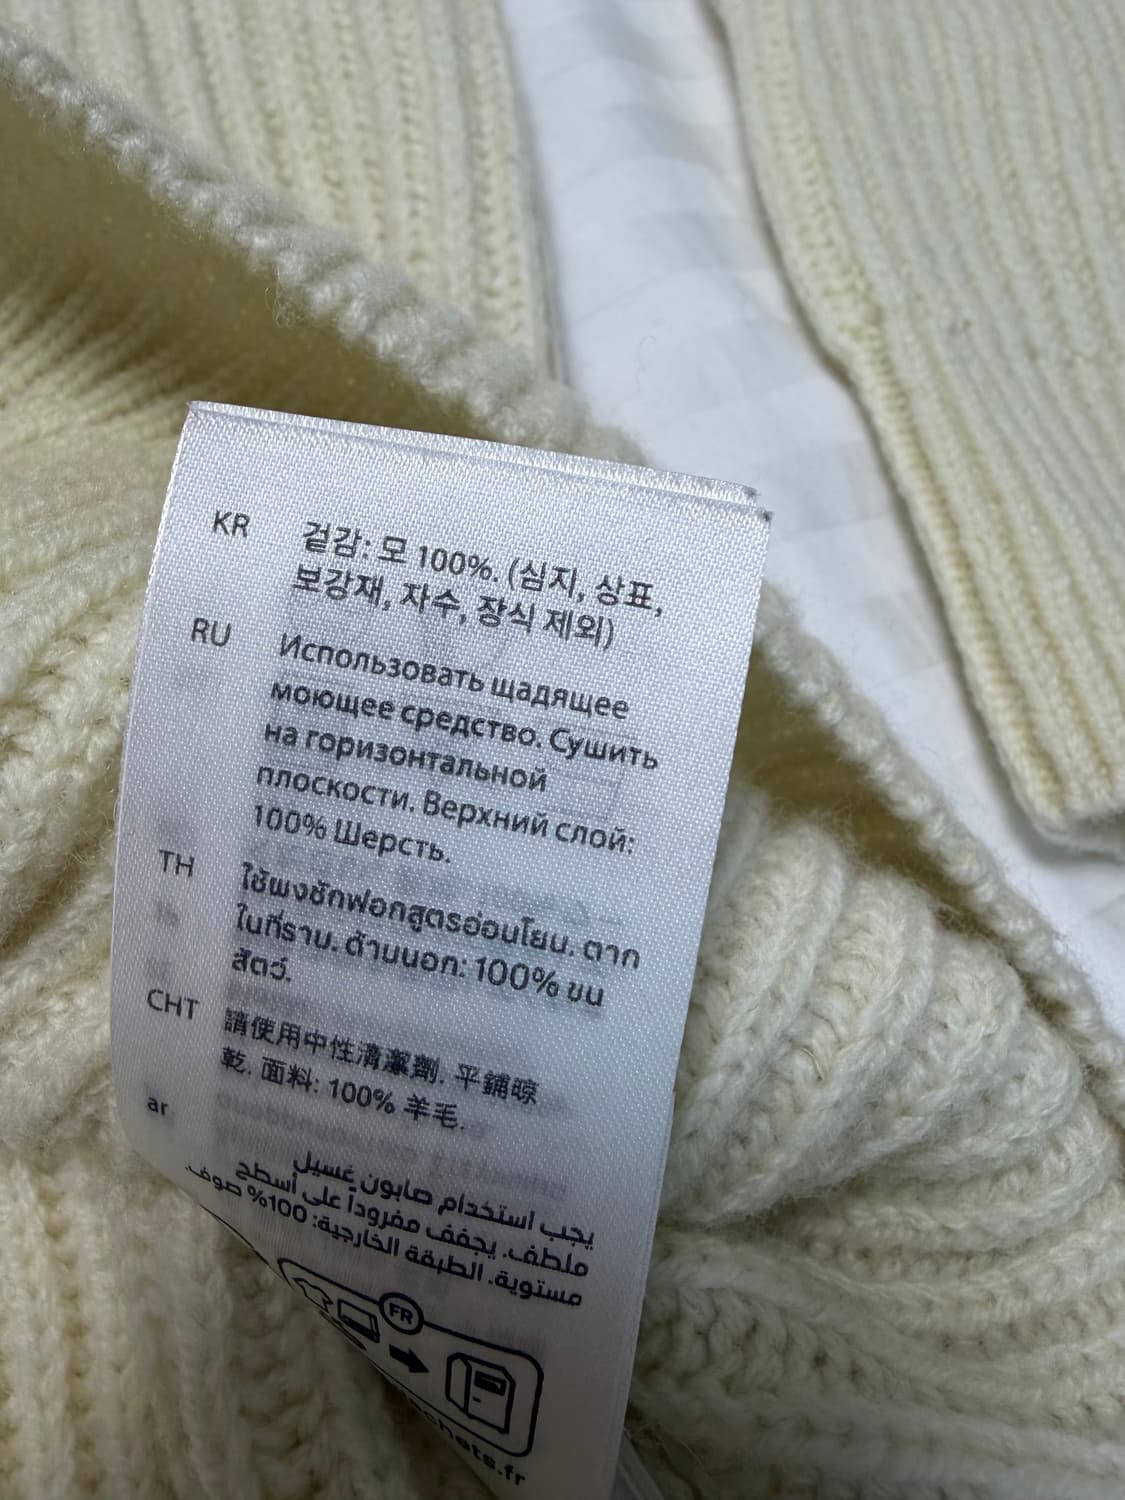 KR 겉감: 모 100%. (심지, 상표,
보강재, 자수, 장식 제외)
RU Использовать щадящее
моющее средство. Сушить
на горизонтальной
плоскости. Верхний слой:
100% Шерсть.
TH ใช้ผงซักฟอกสูตรอ่อนโยน. ตาก
ในที่ราบ. ด้านนอก: 100% ขน
สัตว์.
CHT 請使用中性清潔劑. 平鋪晾
乾. 面料: 100% 羊毛.
ar
يجب استخدام صابون غسيل
ملطف. يجفف مفروداً على أسطح
مستوية. الطبقة الخارجية: 100% صوف.
FR